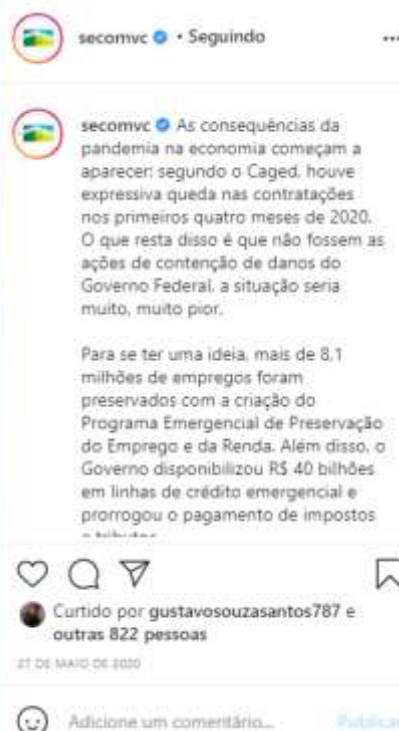 secomvc • Seguindo
secomvc As consequências da
pandemia na economia começam a
aparecer: segundo o Caged, houve
expressiva queda nas contratações
nos primeiros quatro meses de 2020.
O que resta disso é que não fossem as
ações de contenção de danos do
Governo Federal, a situação seria
muito, muito pior.
Para se ter uma ideia, mais de 8,1
milhões de empregos foram
preservados com a criação do
Programa Emergencial de Preservação
do Emprego e da Renda. Além disso, o
Governo disponibilizou R$ 40 bilhões
em linhas de crédito emergencial e
prorrogou o pagamento de impostos
e tributos
Curtido por gustavosouzasantos787 e
outras 822 pessoas
27 DE MAIO DE 2020
Adicione um comentário... Publicar